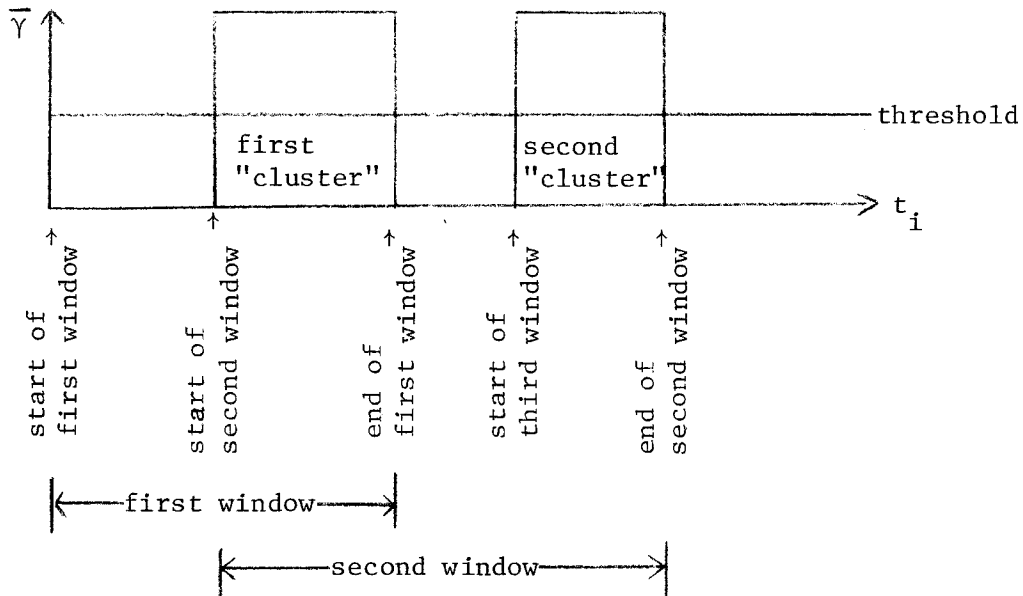 γ̅
threshold
first
"cluster"
second
"cluster"
t_i
start of
first window
start of
second window
end of
first window
start of
third window
end of
second window
first window
second window